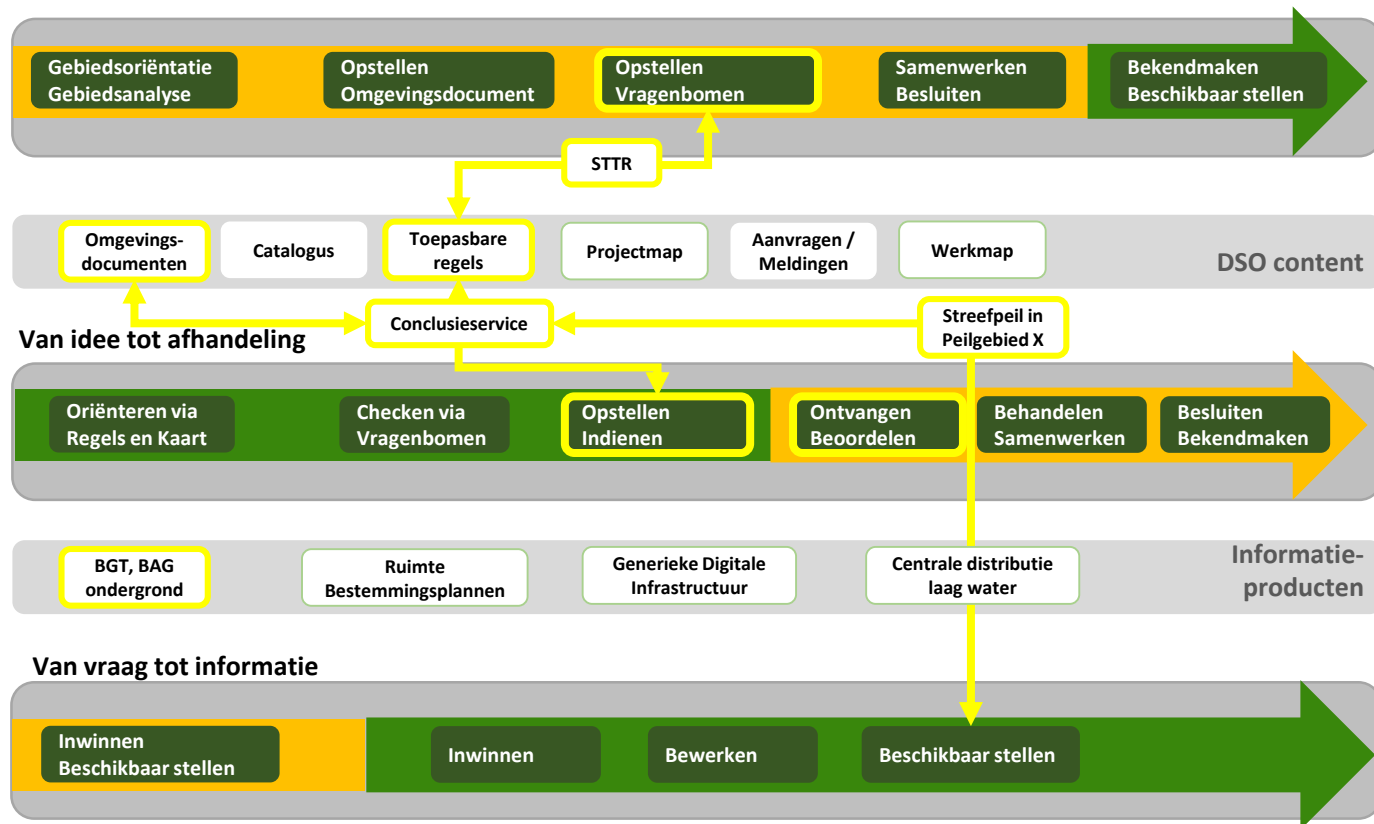 Gebiedsoriëntatie
Gebiedsanalyse
Opstellen
Omgevingsdocument
Opstellen
Vragenbomen
Samenwerken
Besluiten
Bekendmaken
Beschikbaar stellen
STTR
Omgevings-
documenten
Catalogus
Toepasbare
regels
Projectmap
Aanvragen /
Meldingen
Werkmap
DSO content
Conclusieservice
Streefpeil in
Peilgebied X
Van idee tot afhandeling
Oriënteren via
Regels en Kaart
Checken via
Vragenbomen
Opstellen
Indienen
Ontvangen
Beoordelen
Behandelen
Samenwerken
Besluiten
Bekendmaken
BGT, BAG
ondergrond
Ruimte
Bestemmingsplannen
Generieke Digitale
Infrastructuur
Centrale distributie
laag water
Informatie-
producten
Van vraag tot informatie
Inwinnen
Beschikbaar stellen
Inwinnen
Bewerken
Beschikbaar stellen